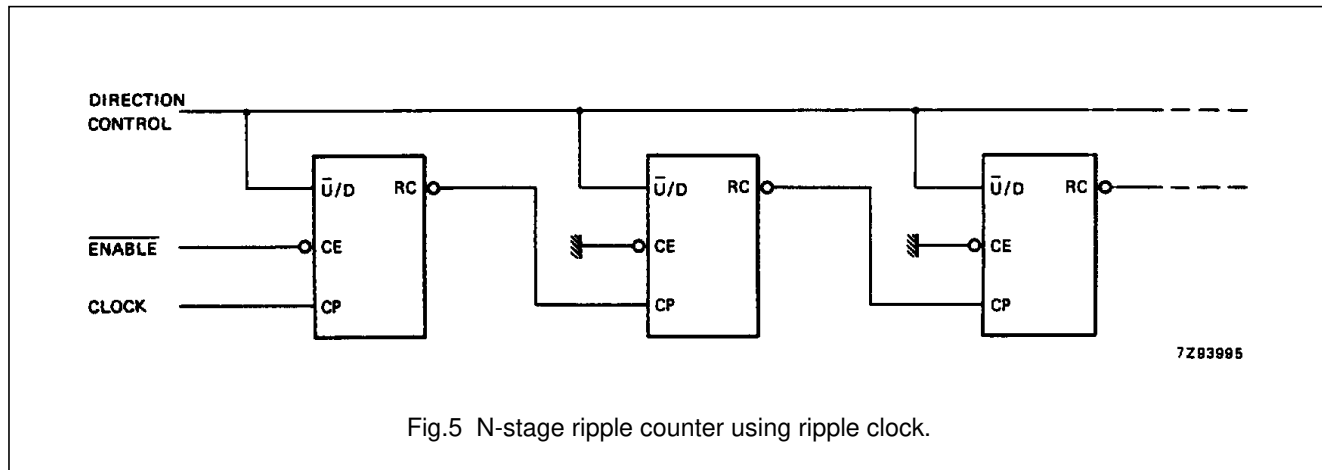 DIRECTION
CONTROL
U̅/D RC
U̅/D RC
U̅/D RC
E̅N̅A̅B̅L̅E̅ CE
CE
CE
CLOCK CP
CP
CP
7Z93995
Fig.5 N-stage ripple counter using ripple clock.